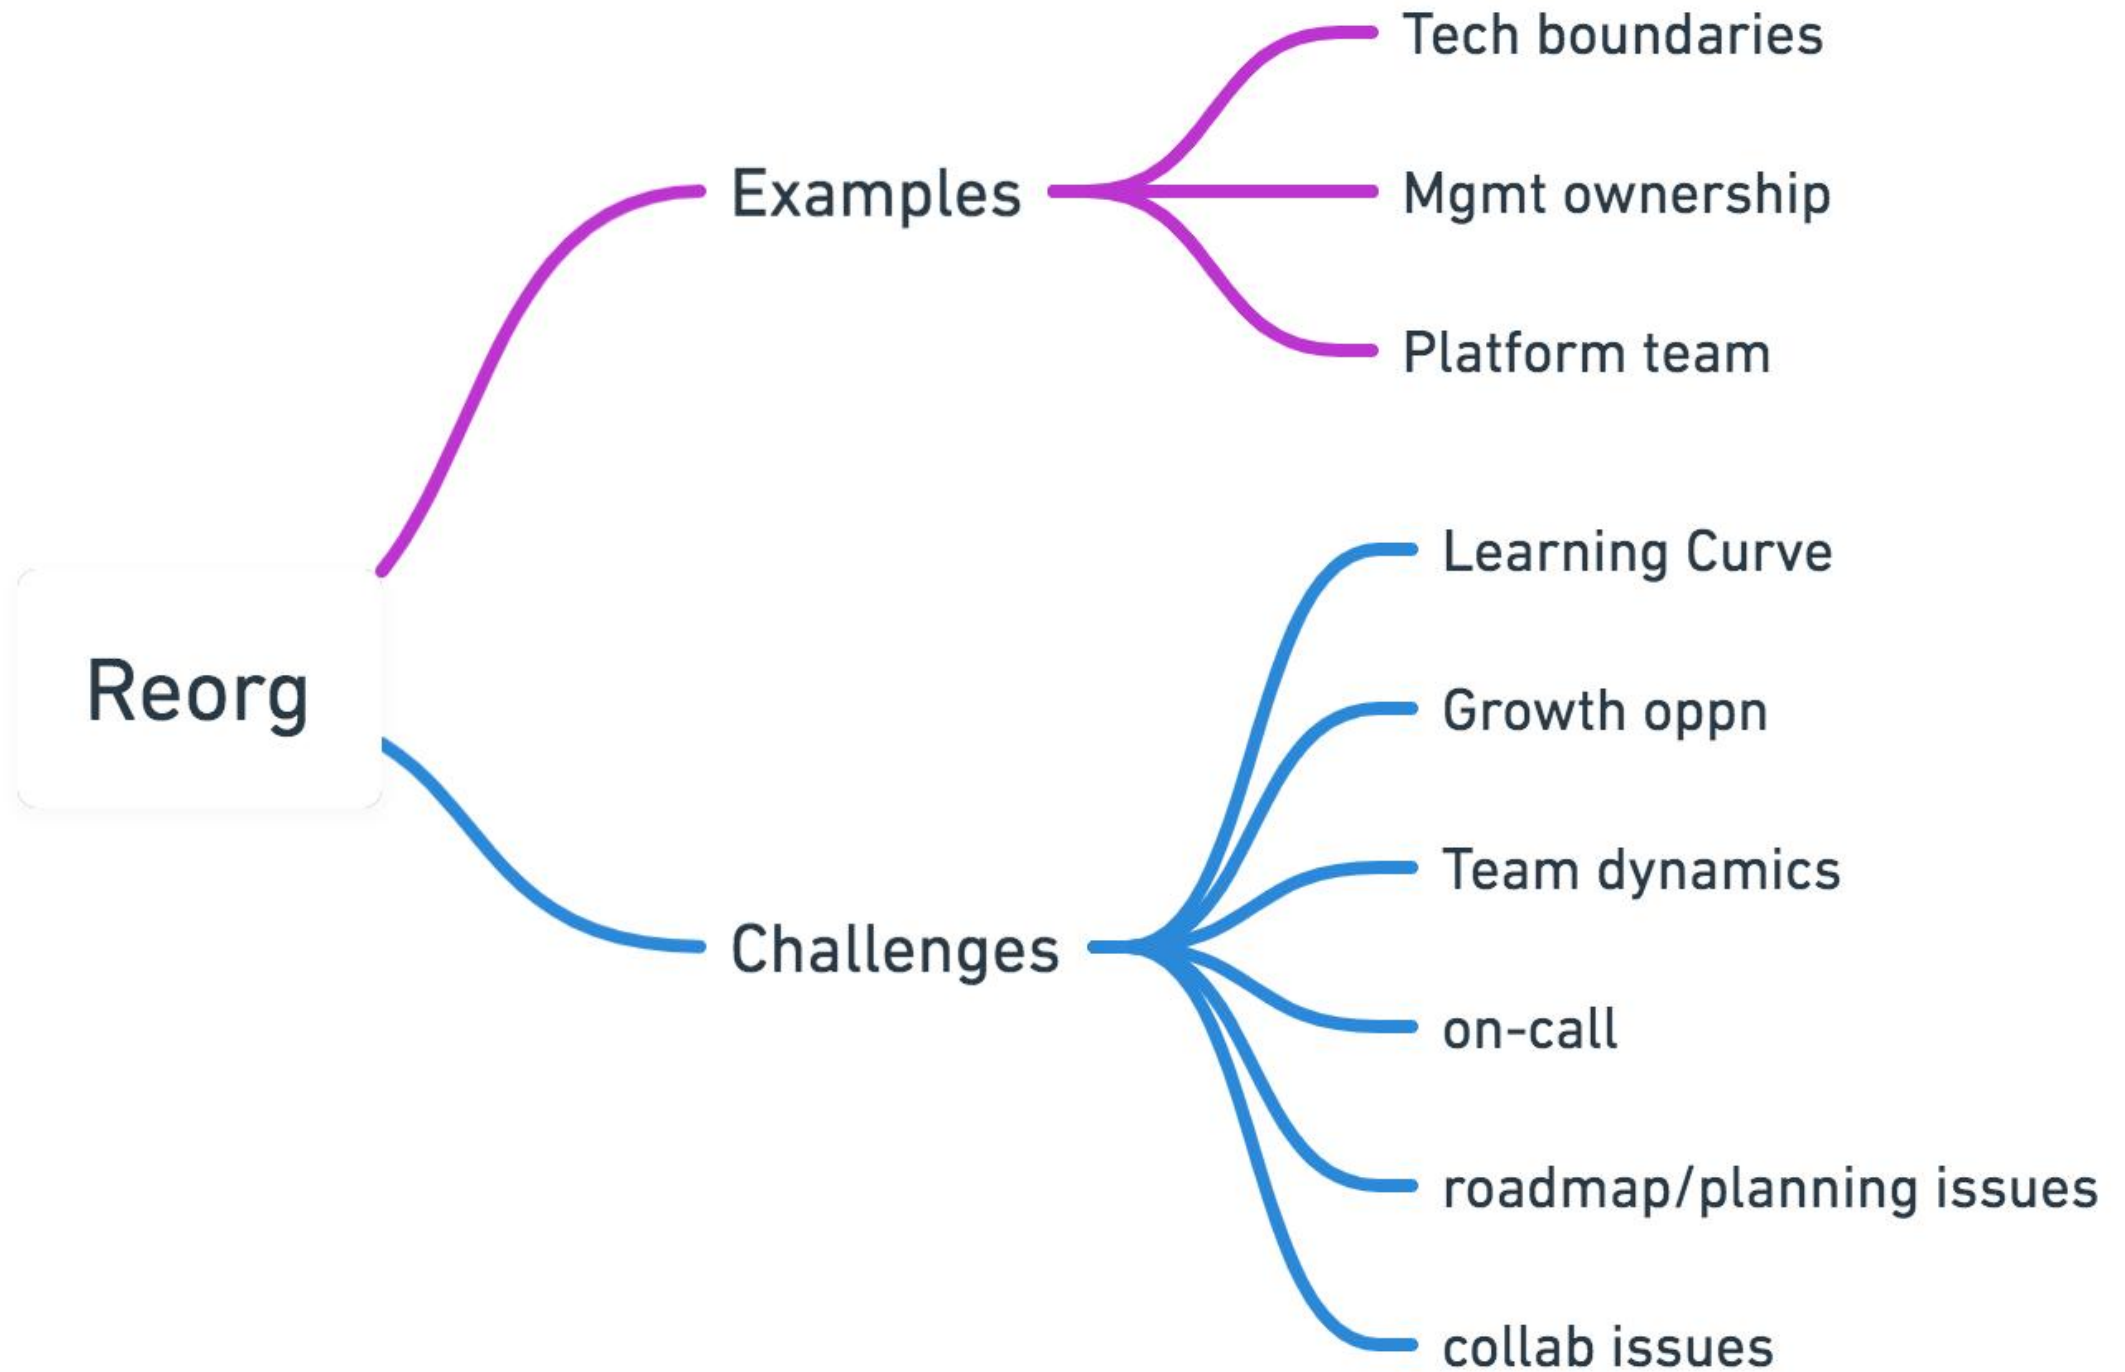 Reorg
Examples
Tech boundaries
Mgmt ownership
Platform team
Challenges
Learning Curve
Growth oppn
Team dynamics
on-call
roadmap/planning issues
collab issues